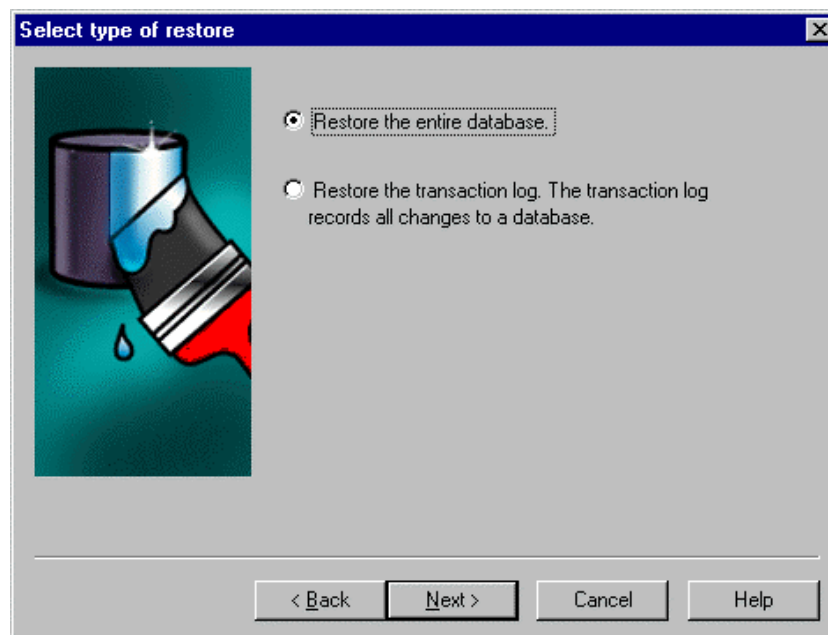 Select type of restore
Restore the entire database.
Restore the transaction log. The transaction log
records all changes to a database.
< Back
Next >
Cancel
Help